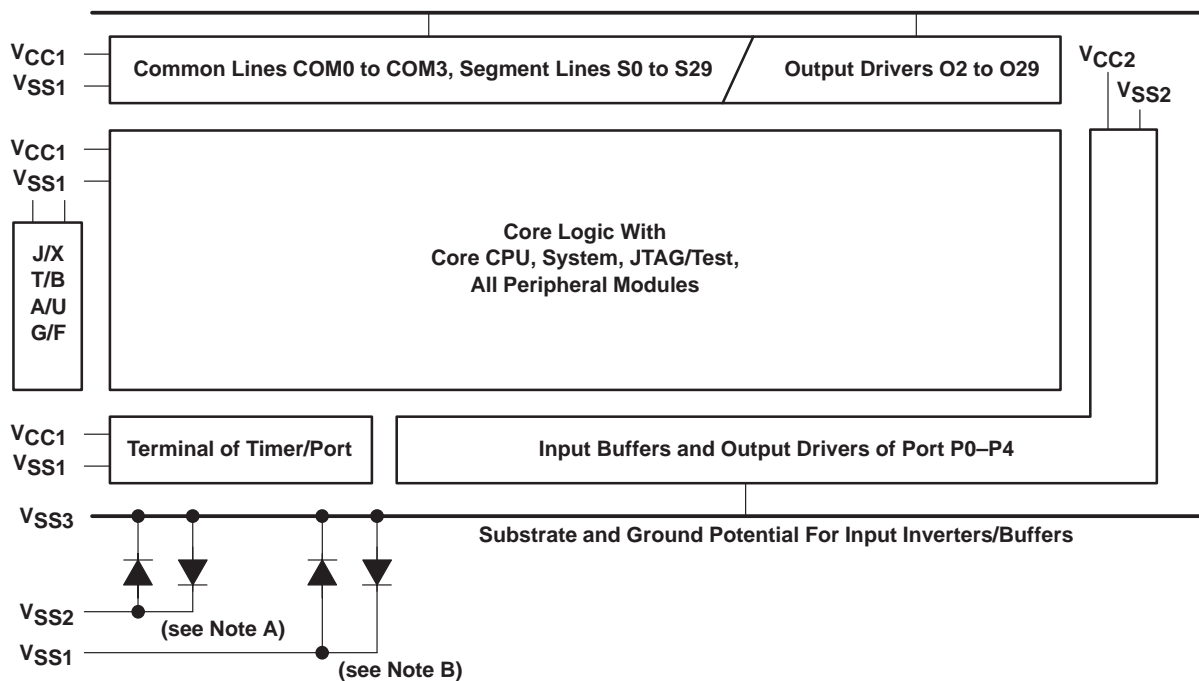 VCC1
VSS1
Common Lines COM0 to COM3, Segment Lines S0 to S29
Output Drivers O2 to O29
VCC2
VSS2
VCC1
VSS1
J/X
T/B
A/U
G/F
Core Logic With
Core CPU, System, JTAG/Test,
All Peripheral Modules
VCC1
VSS1
Terminal of Timer/Port
Input Buffers and Output Drivers of Port P0–P4
VSS3
Substrate and Ground Potential For Input Inverters/Buffers
VSS2
(see Note A)
VSS1
(see Note B)